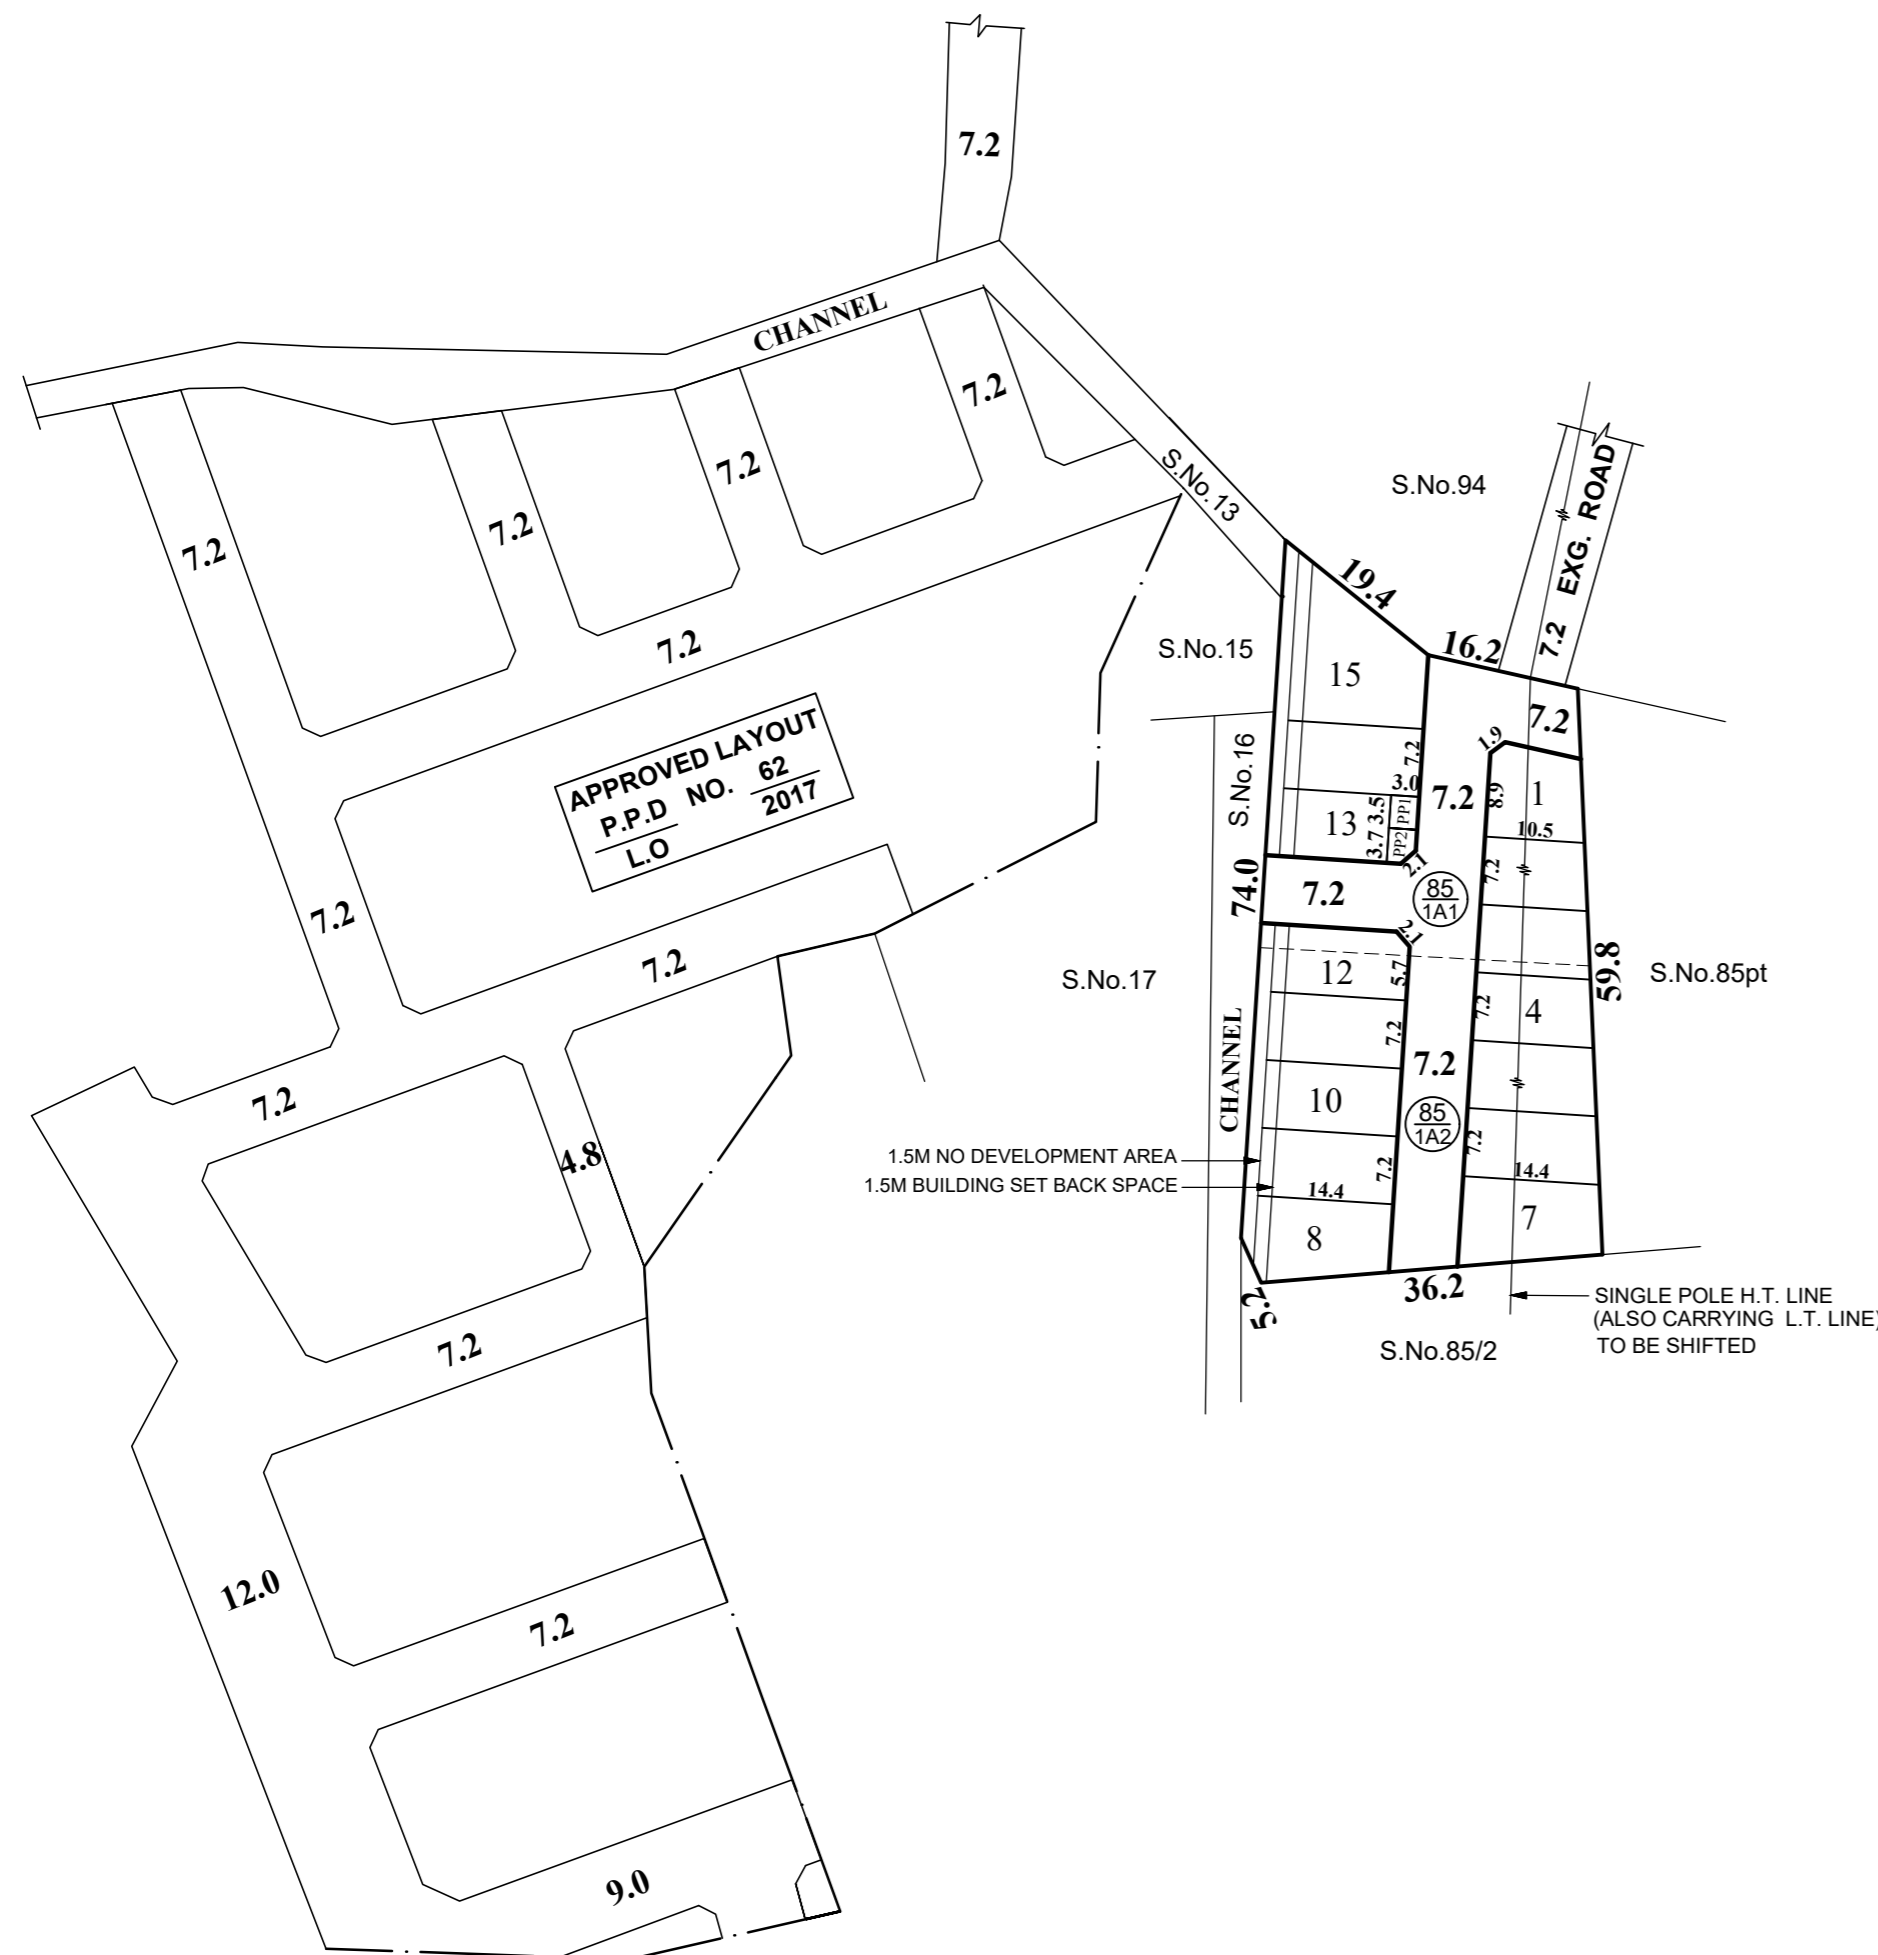 7.2
CHANNEL
7.2
7.2
7.2
7.2
7.2
7.2
7.2
7.2
7.2
4.8
7.2
12.0
7.2
9.0
APPROVED LAYOUT
P.P.D NO. 62
L.O 2017
S.No.13
S.No.94
7.2 EXG. ROAD
S.No.15
19.4
16.2
15
7.2
1.9
S.No.16
7.2
3.0
7.2
8.9
1
13
3.5
PP1
3.7
PP2
10.5
2.1
74.0
7.2
85
1A1
7.2
2.1
S.No.17
12
5.7
59.8
S.No.85pt
7.2
7.2
4
CHANNEL
7.2
10
85
1A2
7.2
1.5M NO DEVELOPMENT AREA
1.5M BUILDING SET BACK SPACE
14.4
7.2
14.4
8
7
5.2
36.2
SINGLE POLE H.T. LINE
(ALSO CARRYING L.T. LINE)
TO BE SHIFTED
S.No.85/2